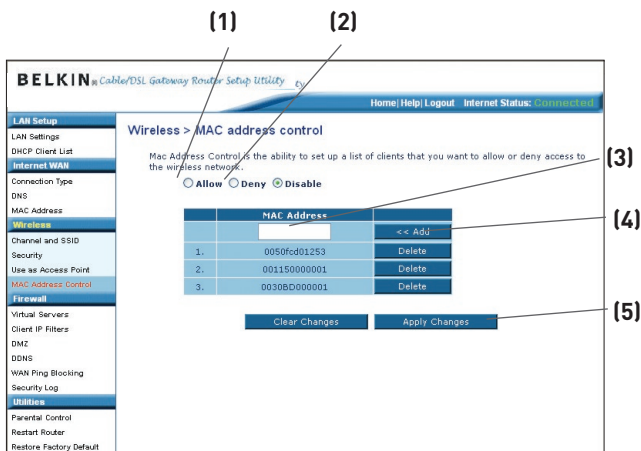 (1) (2)
BELKIN® Cable/DSL Gateway Router Setup Utility
ty
Home|Help|Logout Internet Status: Connected
LAN Setup
LAN Settings
DHCP Client List
Internet WAN
Connection Type
DNS
MAC Address
Wireless
Channel and SSID
Security
Use as Access Point
MAC Address Control
Firewall
Virtual Servers
Client IP Filters
DMZ
DDNS
WAN Ping Blocking
Security Log
Utilities
Parental Control
Restart Router
Restore Factory Default
Wireless > MAC address control
Mac Address Control is the ability to set up a list of clients that you want to allow or deny access to
the wireless network.
Allow Deny Disable
MAC Address
<< Add
1. 0050fcd01253 Delete
2. 001150000001 Delete
3. 0030BD000001 Delete
Clear Changes Apply Changes
(3)
(4)
(5)